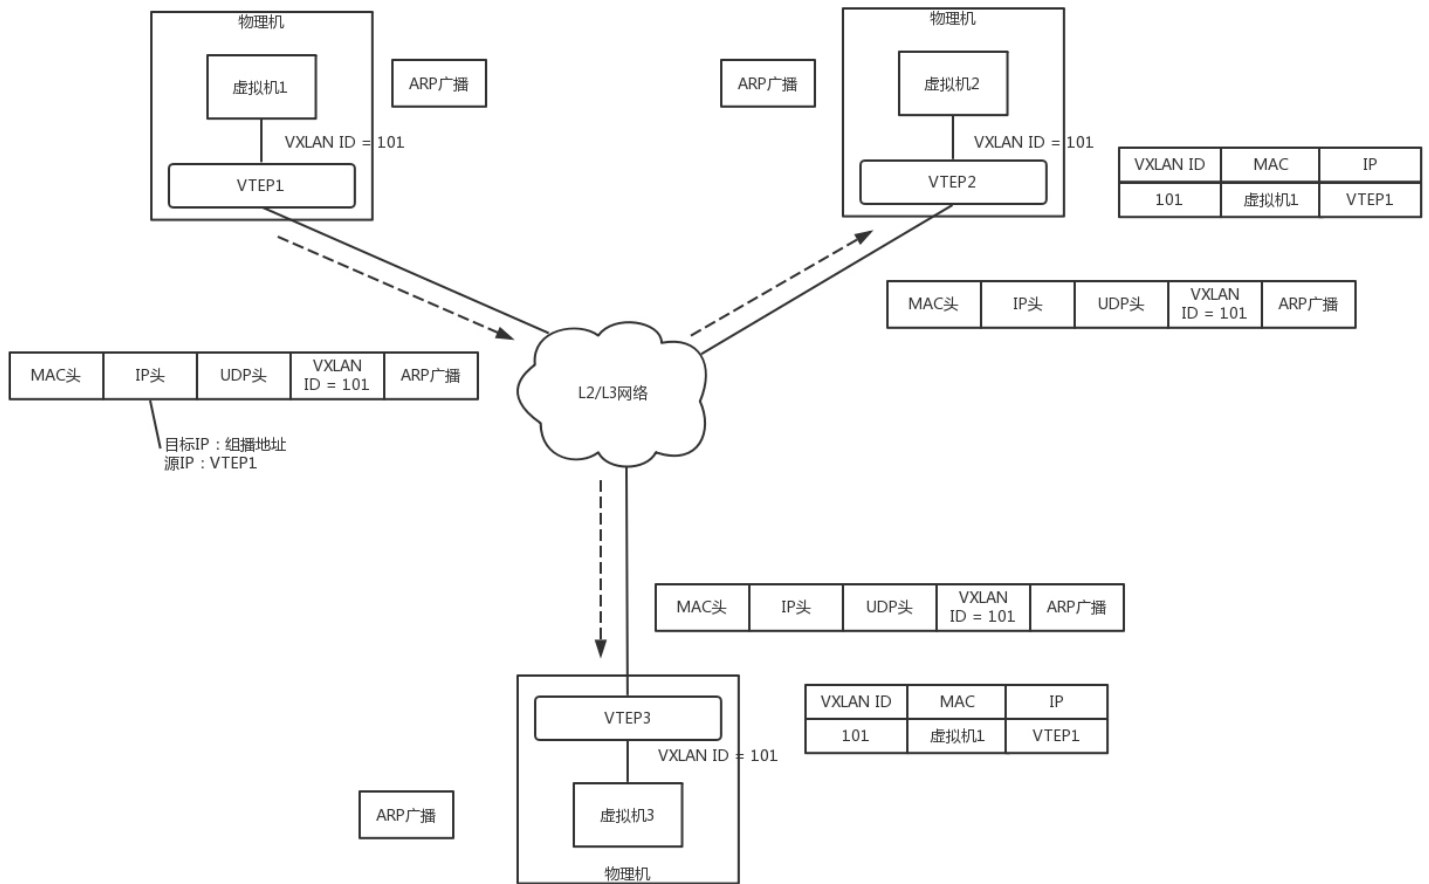 物理机
虚拟机1
VXLAN ID = 101
VTEP1
ARP广播
ARP广播
物理机
虚拟机2
VXLAN ID = 101
VTEP2
VXLAN ID MAC IP
101 虚拟机1 VTEP1
MAC头 IP头 UDP头 VXLAN ID = 101 ARP广播
MAC头 IP头 UDP头 VXLAN ID = 101 ARP广播
目标IP：组播地址
源IP：VTEP1
L2/L3网络
MAC头 IP头 UDP头 VXLAN ID = 101 ARP广播
VTEP3
VXLAN ID = 101
虚拟机3
物理机
VXLAN ID MAC IP
101 虚拟机1 VTEP1
ARP广播